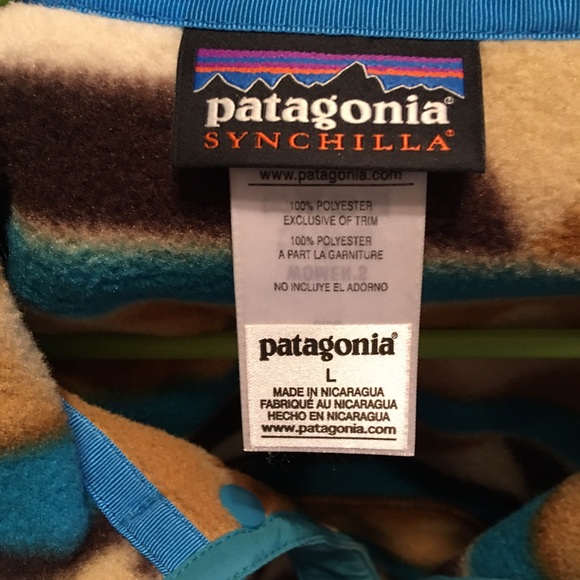 patagonia®
SYNCHILLA®
www.patagonia.com
100% POLYESTER
EXCLUSIVE OF TRIM
100% POLYESTER
A PART LA GARNITURE
NO INCLUYE EL ADORNO
patagonia®
L
MADE IN NICARAGUA
FABRIQUÉ AU NICARAGUA
HECHO EN NICARAGUA
www.patagonia.com